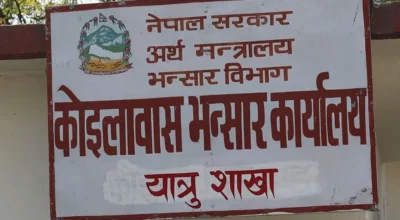 नेपाल सरकार
अर्थ मन्त्रालय
भन्सार विभाग
कोइलावास भन्सार कार्यालय
यात्रु शाखा